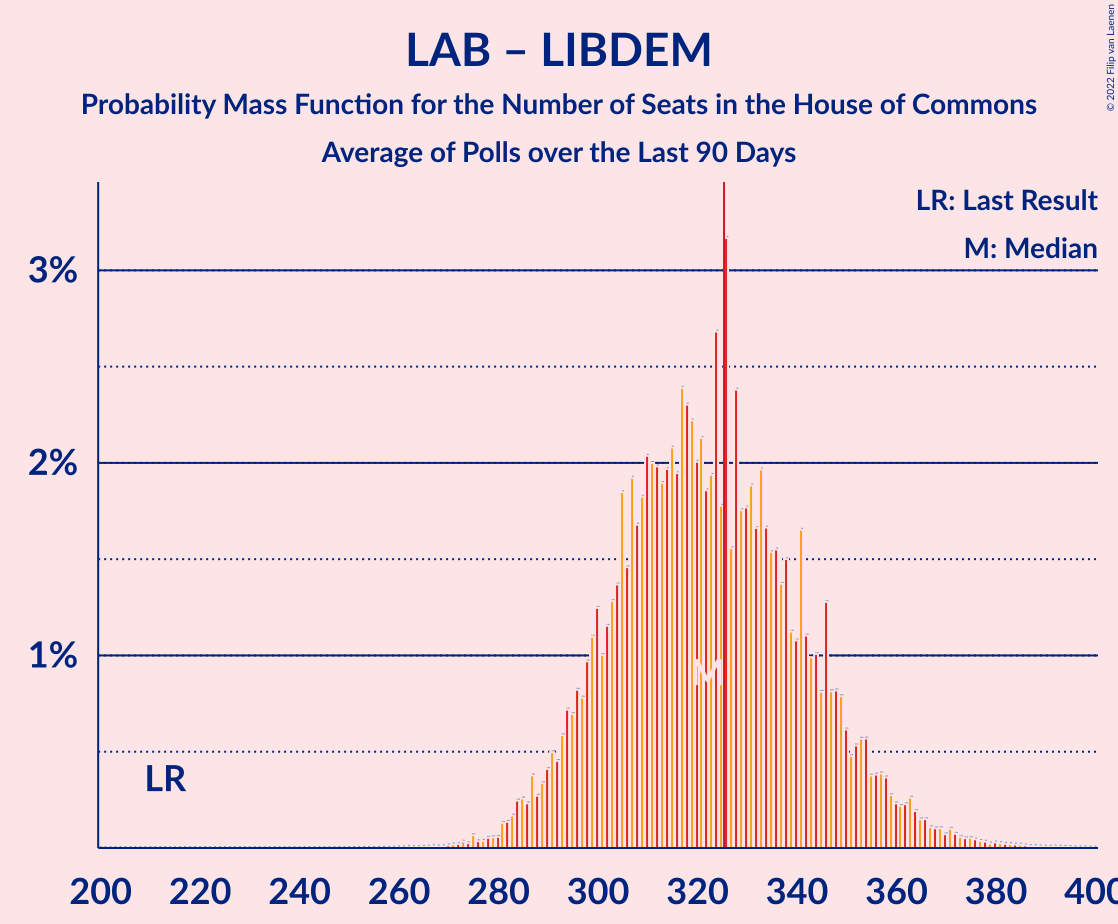 LAB – LIBDEM
Probability Mass Function for the Number of Seats in the House of Commons
Average of Polls over the Last 90 Days
© 2022 Filip van Laenen
LR: Last Result
M: Median
3%
2%
1%
M
LR
200 220 240 260 280 300 320 340 360 380 400